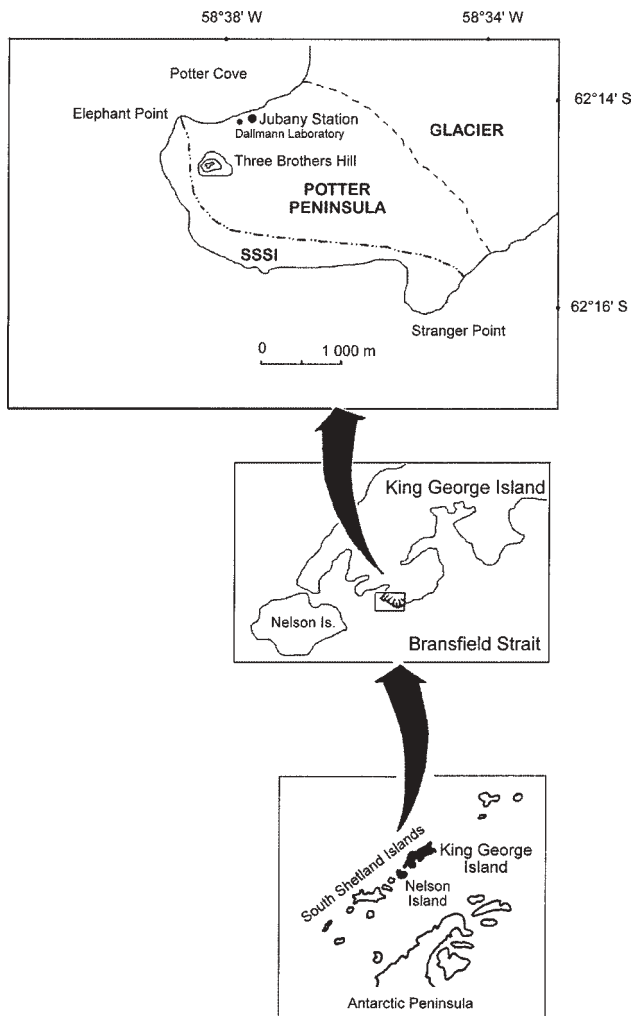 58°38' W
58°34' W
Potter Cove
62°14' S
Elephant Point
Jubany Station
Dallmann Laboratory
GLACIER
Three Brothers Hill
POTTER
PENINSULA
SSSI
62°16' S
Stranger Point
0
1 000 m
King George Island
Nelson Is.
Bransfield Strait
South Shetland Islands
King George
Island
Nelson
Island
Antarctic Peninsula